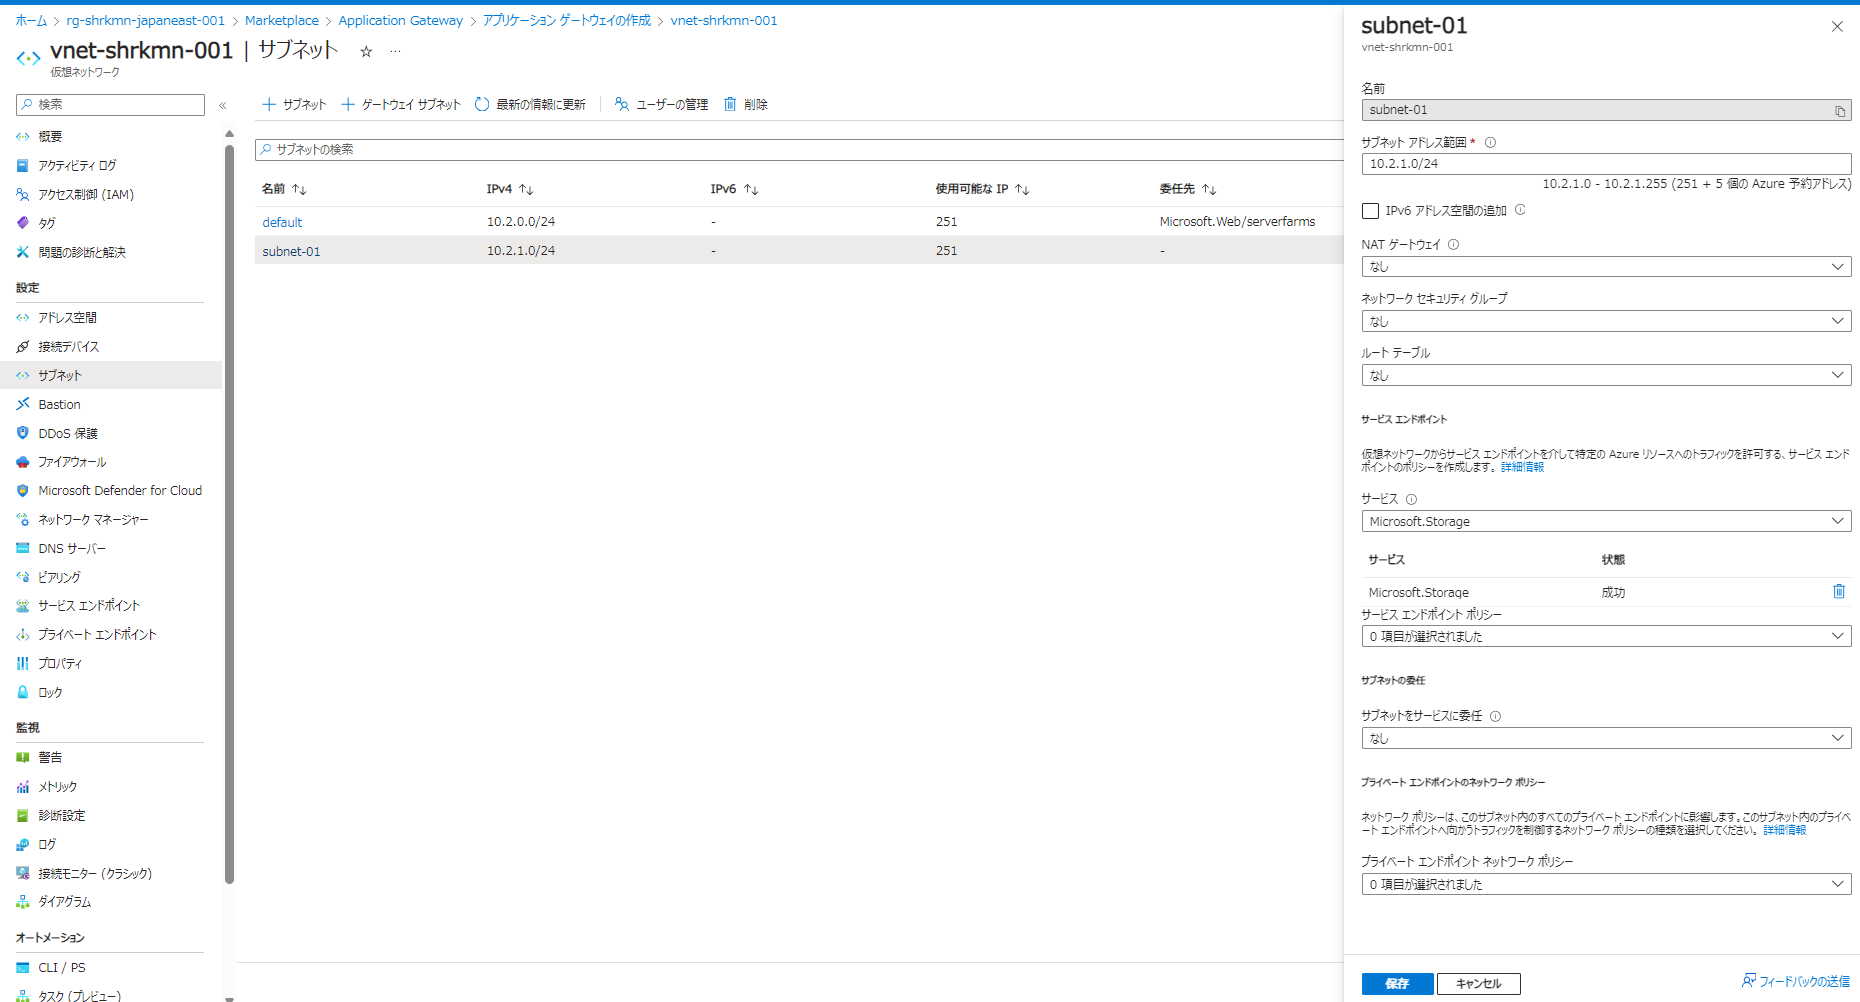 ホーム > rg-shrkmn-japaneast-001 > Marketplace > Application Gateway > アプリケーション ゲートウェイの作成 > vnet-shrkmn-001
vnet-shrkmn-001 | サブネット ☆ …
仮想ネットワーク
検索
概要
アクティビティ ログ
アクセス制御 (IAM)
タグ
問題の診断と解決
設定
アドレス空間
接続デバイス
サブネット
Bastion
DDoS 保護
ファイアウォール
Microsoft Defender for Cloud
ネットワーク マネージャー
DNS サーバー
ピアリング
サービス エンドポイント
プライベート エンドポイント
プロパティ
ロック
監視
警告
メトリック
診断設定
ログ
接続モニター (クラシック)
ダイアグラム
オートメーション
CLI / PS
タスク (プレビュー)
+ サブネット + ゲートウェイ サブネット 最新の情報に更新 ユーザーの管理 削除
サブネットの検索
名前 ↑↓ IPv4 ↑↓ IPv6 ↑↓ 使用可能な IP ↑↓ 委任先 ↑↓
default 10.2.0.0/24 - 251 Microsoft.Web/serverfarms
subnet-01 10.2.1.0/24 - 251 -
subnet-01
vnet-shrkmn-001
名前
subnet-01
サブネット アドレス範囲 *
10.2.1.0/24
10.2.1.0 - 10.2.1.255 (251 + 5 個の Azure 予約アドレス)
IPv6 アドレス空間の追加
NAT ゲートウェイ
なし
ネットワーク セキュリティ グループ
なし
ルート テーブル
なし
サービス エンドポイント
仮想ネットワークからサービス エンドポイントを介して特定の Azure リソースへのトラフィックを許可する、サービス エンド
ポイントのポリシーを作成します。 詳細情報
サービス
Microsoft.Storage
サービス 状態
Microsoft.Storage 成功
サービス エンドポイント ポリシー
0 項目が選択されました
サブネットの委任
サブネットをサービスに委任
なし
プライベート エンドポイントのネットワーク ポリシー
ネットワーク ポリシーは、このサブネット内のすべてのプライベート エンドポイントに影響します。このサブネット内のプライベ
ート エンドポイントへ向かうトラフィックを制御するネットワーク ポリシーの種類を選択してください。 詳細情報
プライベート エンドポイント ネットワーク ポリシー
0 項目が選択されました
保存 キャンセル フィードバックの送信